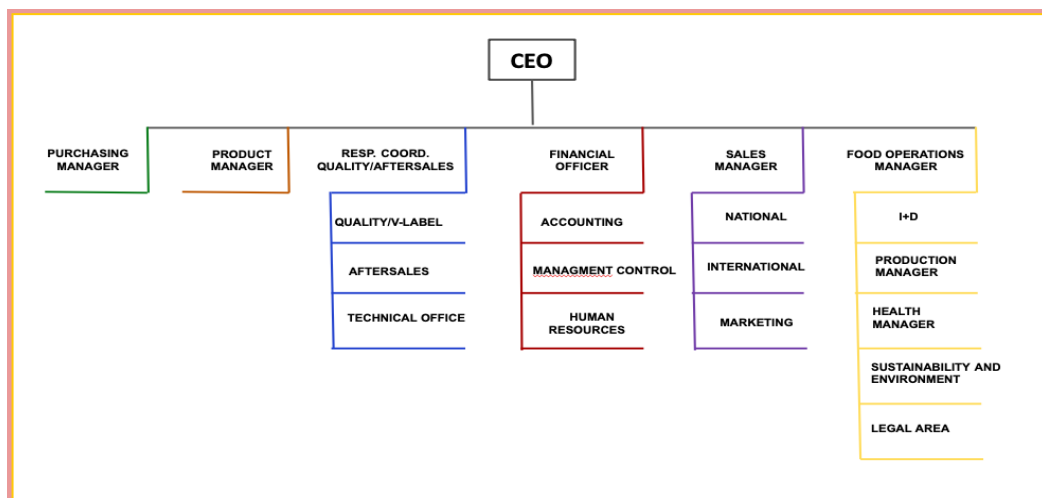 CEO
PURCHASING
MANAGER
PRODUCT
MANAGER
RESP. COORD.
QUALITY/AFTERSALES
FINANCIAL
OFFICER
SALES
MANAGER
FOOD OPERATIONS
MANAGER
QUALITY/V-LABEL
AFTERSALES
TECHNICAL OFFICE
ACCOUNTING
MANAGMENT CONTROL
HUMAN
RESOURCES
NATIONAL
INTERNATIONAL
MARKETING
I+D
PRODUCTION
MANAGER
HEALTH
MANAGER
SUSTAINABILITY AND
ENVIRONMENT
LEGAL AREA